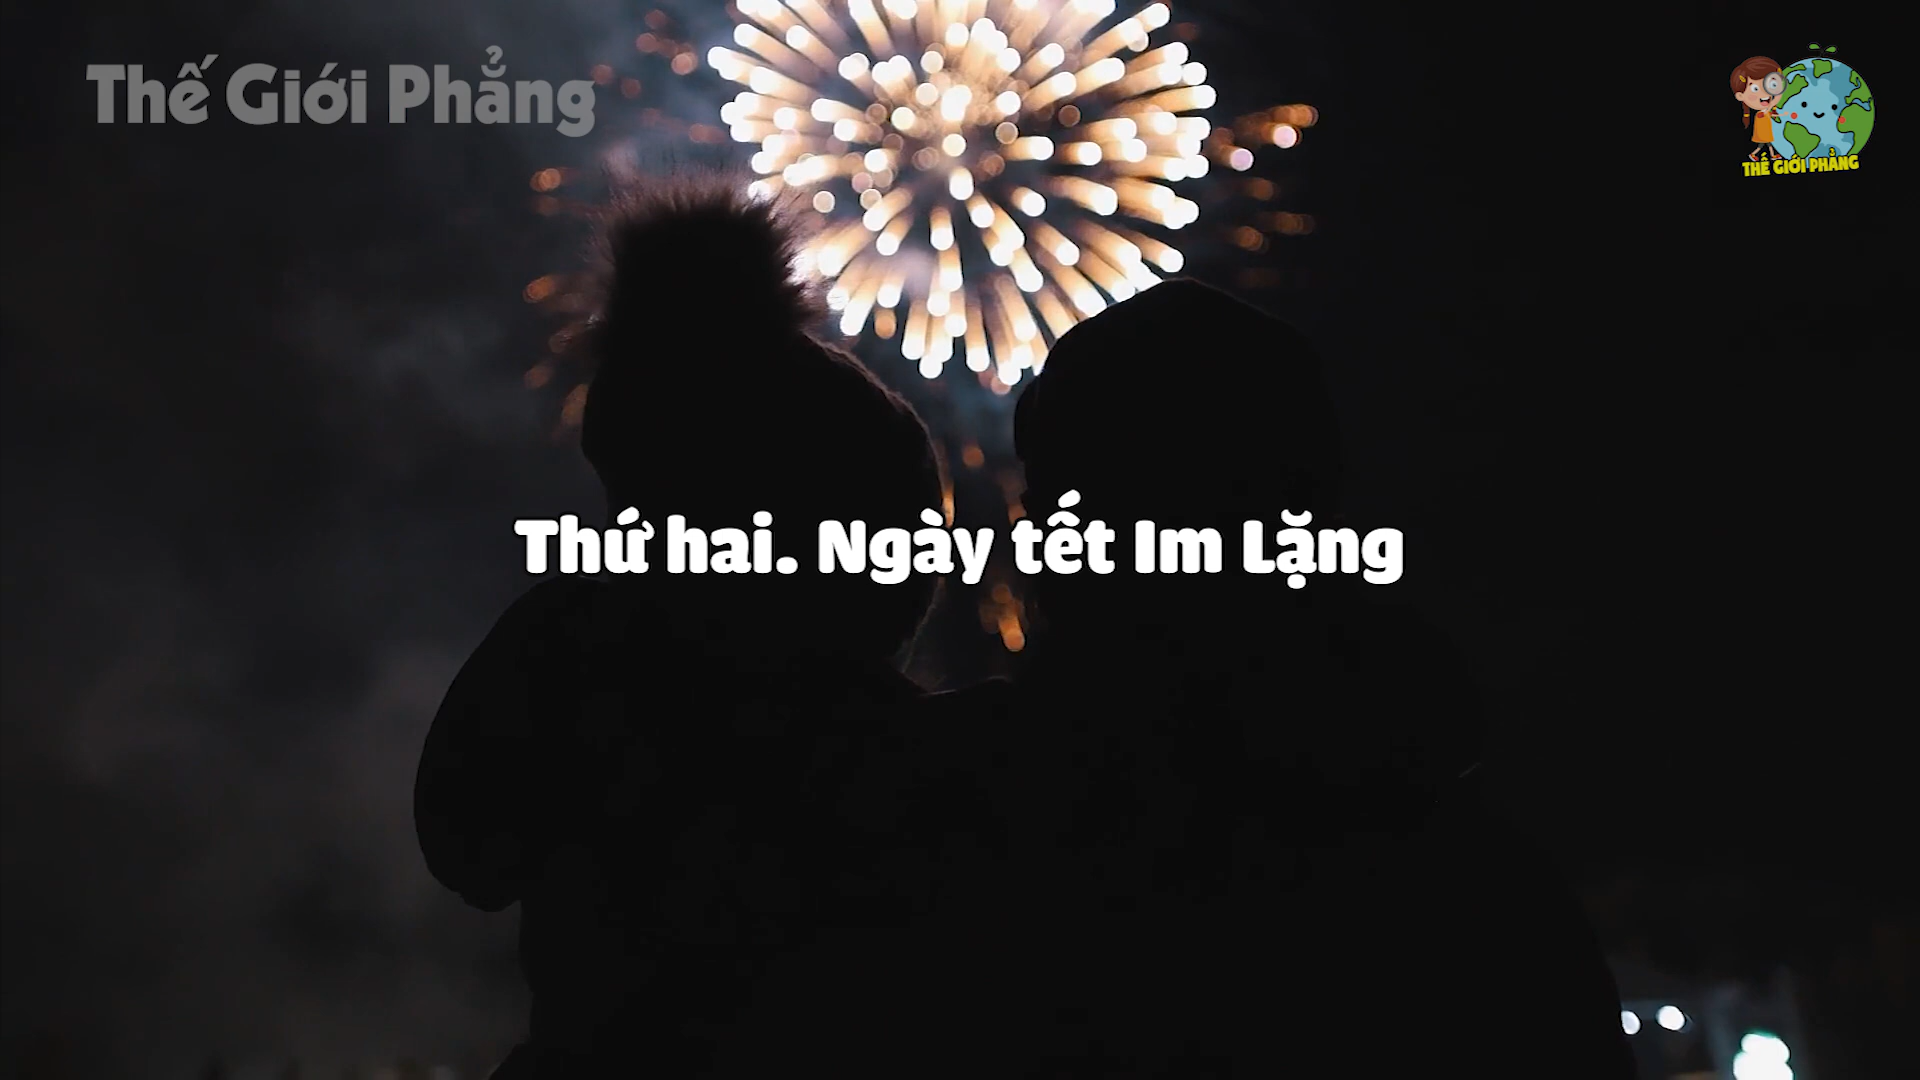 Thế Giới Phẳng
THẾ GIỚI PHẲNG
Thứ hai. Ngày tết Im Lặng